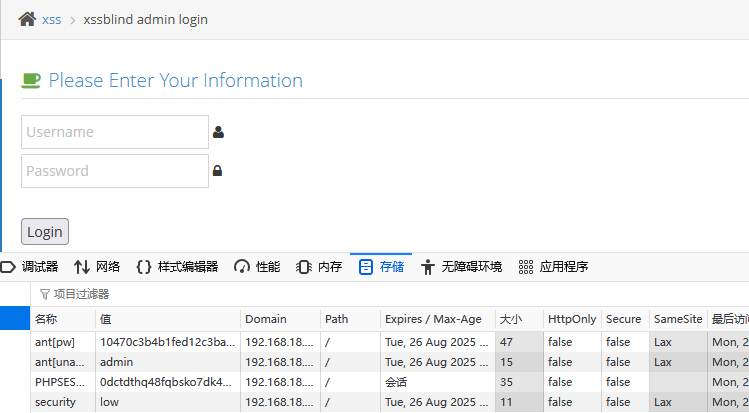 xss > xssblind admin login
Please Enter Your Information
Username
Password
Login
调试器 网络 样式编辑器 性能 内存 存储 无障碍环境 应用程序
项目过滤器
名称 值 Domain Path Expires / Max-Age 大小 HttpOnly Secure SameSite 最后访问
ant[pw] 10470c3b4b1fed12c3ba... 192.168.18.... / Tue, 26 Aug 2025 ... 47 false false Lax Mon, 2
ant[una... admin 192.168.18.... / Tue, 26 Aug 2025 ... 15 false false Lax Mon, 2
PHPSES... 0dctdthq48fqbsko7dk4... 192.168.18.... / 会话 35 false false Mon, 2
security low 192.168.18.... / Tue, 26 Aug 2025 ... 11 false false Lax Mon, 2